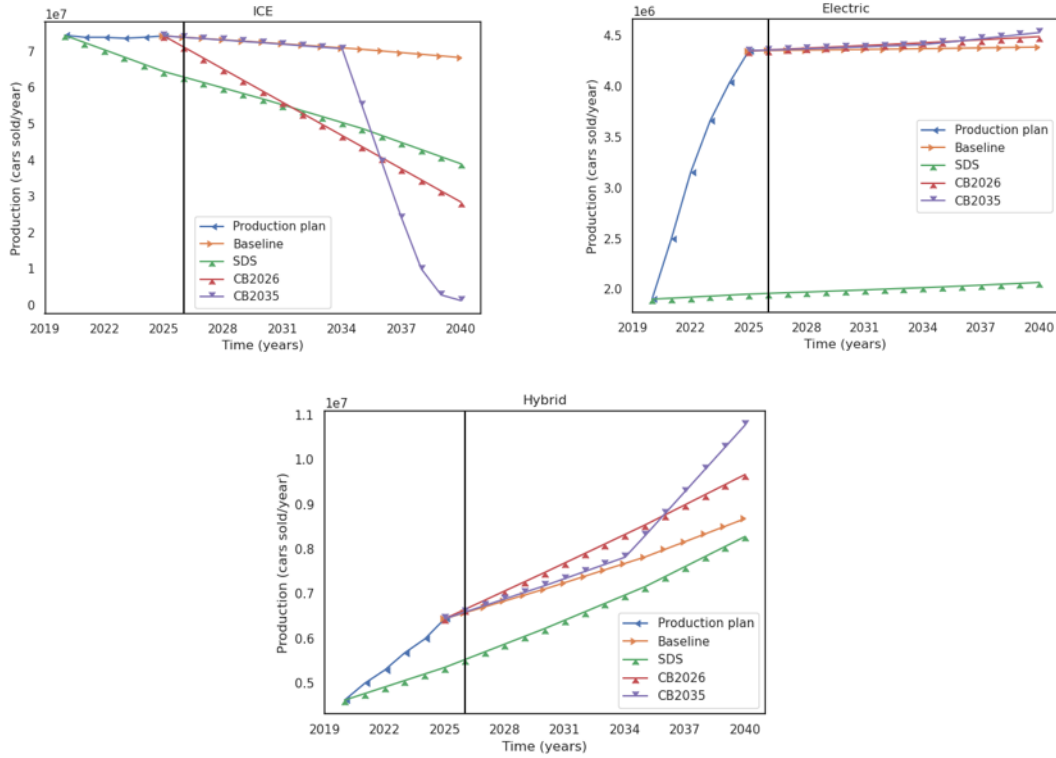 ICE
1e7
Production (cars sold/year)
7
6
5
4
3
2
1
0
Production plan
Baseline
SDS
CB2026
CB2035
2019 2022 2025 2028 2031 2034 2037 2040
Time (years)
Electric
1e6
Production (cars sold/year)
4.5
4.0
3.5
3.0
2.5
2.0
Production plan
Baseline
SDS
CB2026
CB2035
2019 2022 2025 2028 2031 2034 2037 2040
Time (years)
Hybrid
1e7
Production (cars sold/year)
1.1
1.0
0.9
0.8
0.7
0.6
0.5
Production plan
Baseline
SDS
CB2026
CB2035
2019 2022 2025 2028 2031 2034 2037 2040
Time (years)